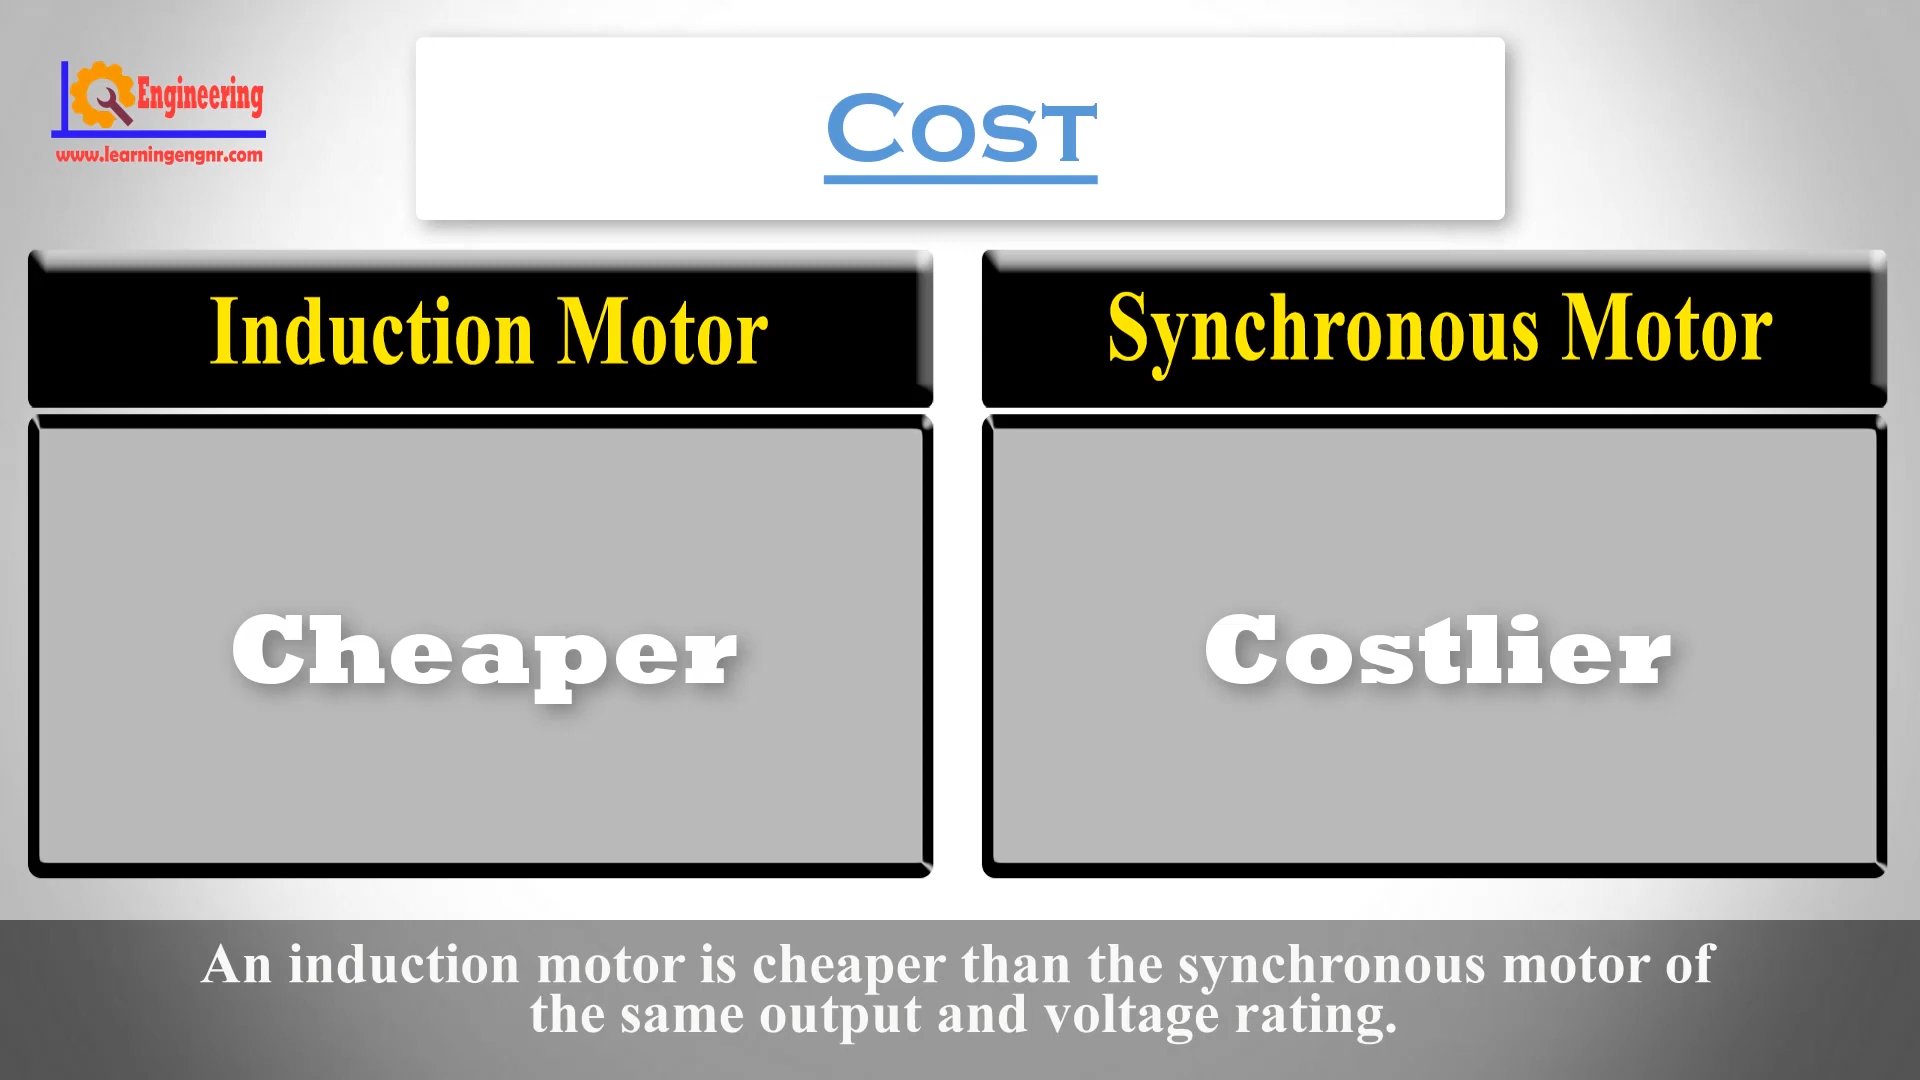 Engineering
www.learningengnr.com
Cost
Induction Motor
Synchronous Motor
Cheaper
Costlier
An induction motor is cheaper than the synchronous motor of
the same output and voltage rating.